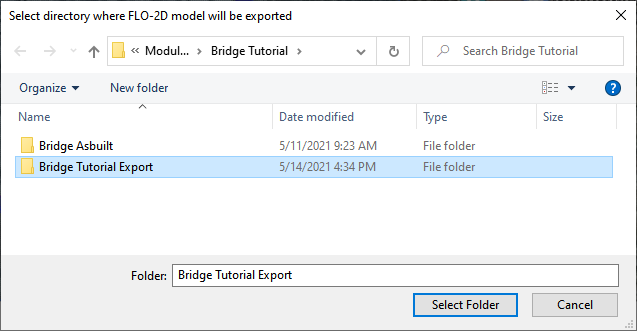 Select directory where FLO-2D model will be exported
« Modul... > Bridge Tutorial >
Search Bridge Tutorial
Organize New folder ?
Name Date modified Type Size
Bridge Asbuilt 5/11/2021 9:23 AM File folder
Bridge Tutorial Export 5/14/2021 4:34 PM File folder
Folder: Bridge Tutorial Export
Select Folder Cancel